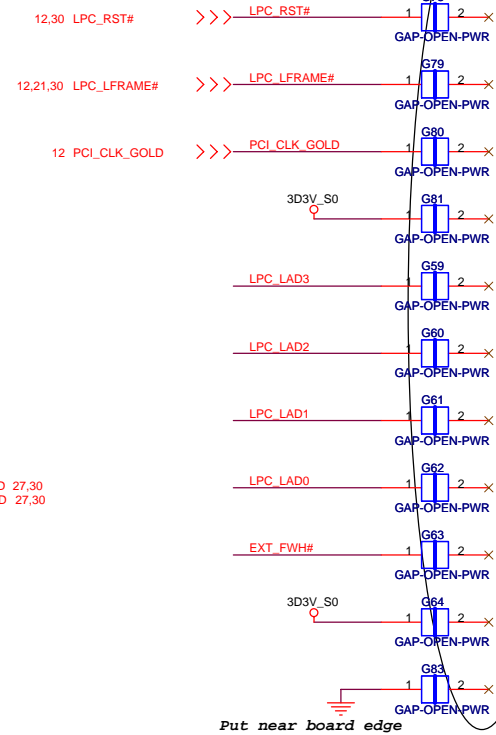 12,30 LPC_RST# LPC_RST# 1 2
GAP-OPEN-PWR
G79
12,21,30 LPC_LFRAME# LPC_LFRAME# 1 2
GAP-OPEN-PWR
G80
12 PCI_CLK_GOLD PCI_CLK_GOLD 1 2
GAP-OPEN-PWR
3D3V_S0 G81
1 2
GAP-OPEN-PWR
G59
LPC_LAD3 1 2
GAP-OPEN-PWR
G60
LPC_LAD2 1 2
GAP-OPEN-PWR
G61
LPC_LAD1 1 2
GAP-OPEN-PWR
G62
LPC_LAD0 1 2
27,30
GAP-OPEN-PWR
D 27,30
G63
EXT_FWH# 1 2
GAP-OPEN-PWR
3D3V_S0 G64
1 2
GAP-OPEN-PWR
G83
1 2
GAP-OPEN-PWR
Put near board edge